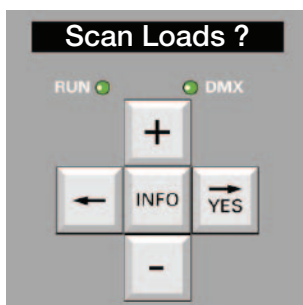 Scan Loads ?
RUN DMX
+
← INFO → YES
-